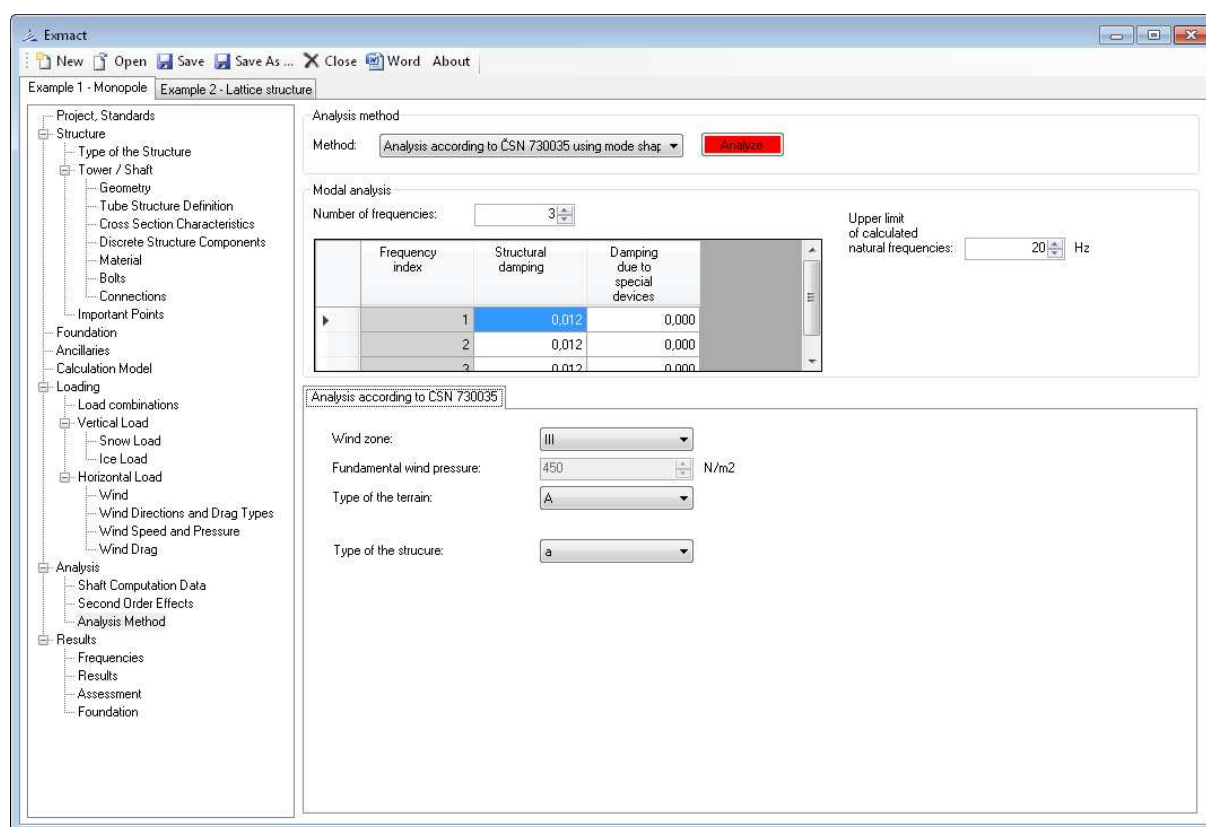 Exmact
New Open Save Save As ... Close Word About
Example 1 - Monopole Example 2 - Lattice structure
Project, Standards
Structure
Type of the Structure
Tower / Shaft
Geometry
Tube Structure Definition
Cross Section Characteristics
Discrete Structure Components
Material
Bolts
Connections
Important Points
Foundation
Ancillaries
Calculation Model
Loading
Load combinations
Vertical Load
Snow Load
Ice Load
Horizontal Load
Wind
Wind Directions and Drag Types
Wind Speed and Pressure
Wind Drag
Analysis
Shaft Computation Data
Second Order Effects
Analysis Method
Results
Frequencies
Results
Assessment
Foundation
Analysis method
Method: Analysis according to ČSN 730035 using mode shap Analyze
Modal analysis
Number of frequencies: 3
Upper limit
of calculated
natural frequencies: 20 Hz
Frequency index Structural damping Damping due to special devices
1 0,012 0,000
2 0,012 0,000
3 0,012 0,000
Analysis according to ČSN 730035
Wind zone: III
Fundamental wind pressure: 450 N/m2
Type of the terrain: A
Type of the strucure: a